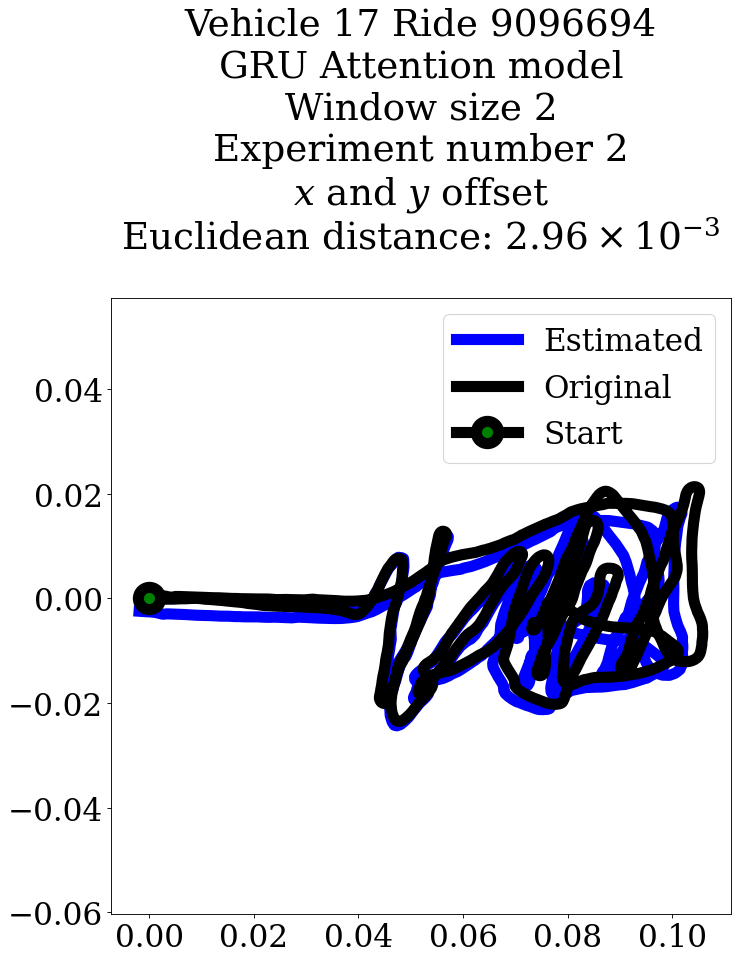 Vehicle 17 Ride 9096694
GRU Attention model
Window size 2
Experiment number 2
x and y offset
Euclidean distance: 2.96 × 10⁻³
Estimated
Original
Start
0.04
0.02
0.00
−0.02
−0.04
−0.06
0.00 0.02 0.04 0.06 0.08 0.10